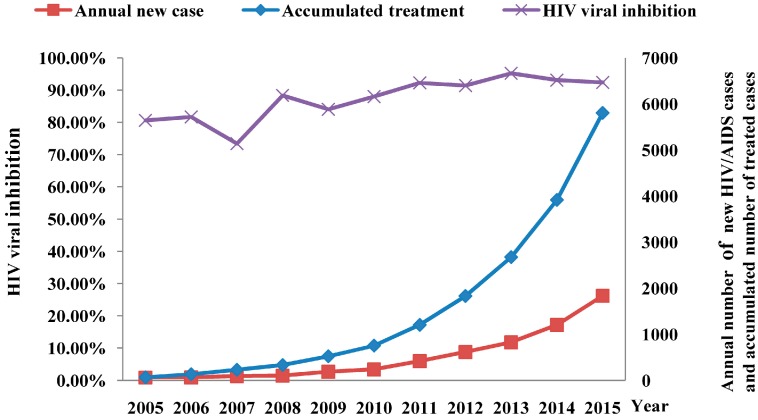 Annual new case
Accumulated treatment
HIV viral inhibition
100.00%
90.00%
80.00%
70.00%
60.00%
50.00%
40.00%
30.00%
20.00%
10.00%
0.00%
HIV viral inhibition
7000
6000
5000
4000
3000
2000
1000
0
Annual number of new HIV/AIDS cases
and accumulated number of treated cases
2005 2006 2007 2008 2009 2010 2011 2012 2013 2014 2015 Year